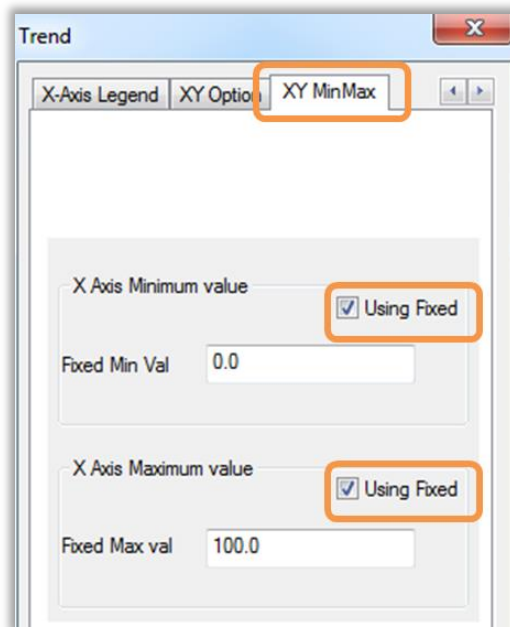 Trend
X-Axis Legend XY Option XY MinMax
X Axis Minimum value
Using Fixed
Fixed Min Val 0.0
X Axis Maximum value
Using Fixed
Fixed Max val 100.0